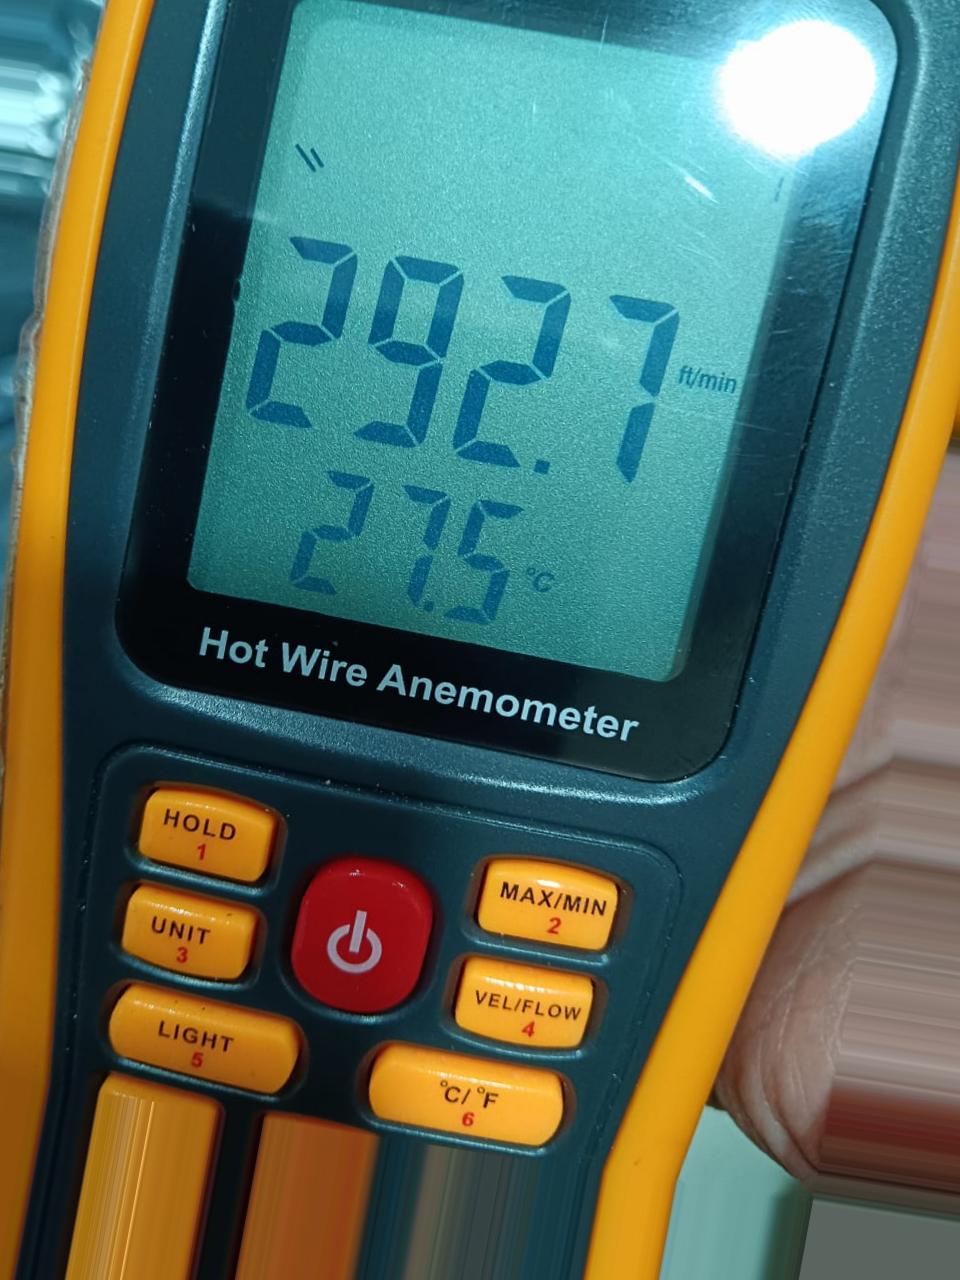 292.7 ft/min
27.5 °C
Hot Wire Anemometer
HOLD
1
MAX/MIN
2
UNIT
3
VEL/FLOW
4
LIGHT
5
°C/°F
6